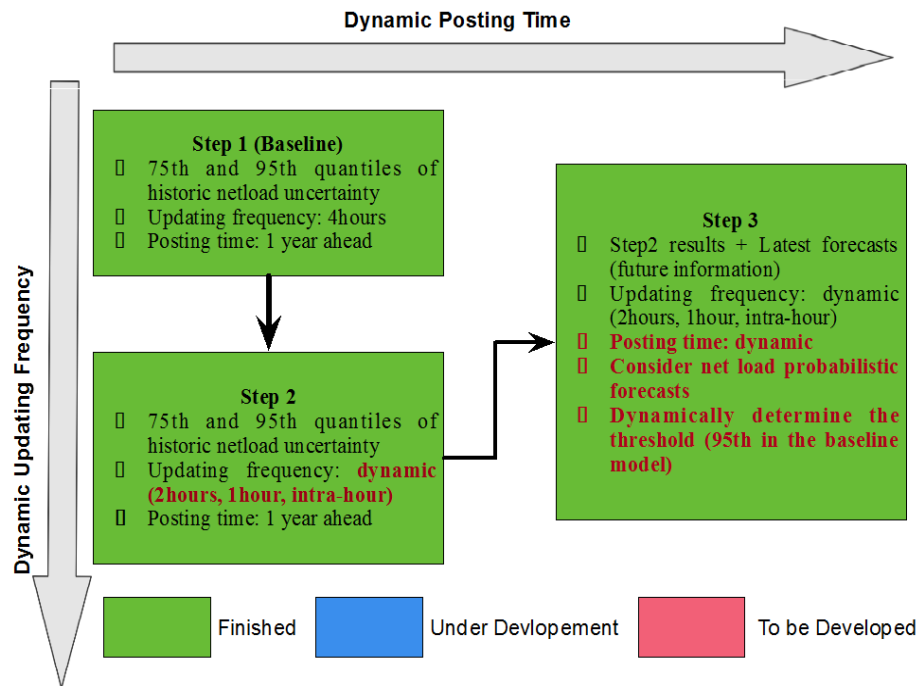 Dynamic Posting Time
Dynamic Updating Frequency
Step 1 (Baseline)
▯ 75th and 95th quantiles of
historic netload uncertainty
▯ Updating frequency: 4hours
▯ Posting time: 1 year ahead
Step 2
▯ 75th and 95th quantiles of
historic netload uncertainty
▯ Updating frequency: dynamic
(2hours, 1hour, intra-hour)
▯ Posting time: 1 year ahead
Step 3
▯ Step2 results + Latest forecasts
(future information)
▯ Updating frequency: dynamic
(2hours, 1hour, intra-hour)
▯ Posting time: dynamic
▯ Consider net load probabilistic
forecasts
▯ Dynamically determine the
threshold (95th in the baseline
model)
Finished
Under Devlopement
To be Developed